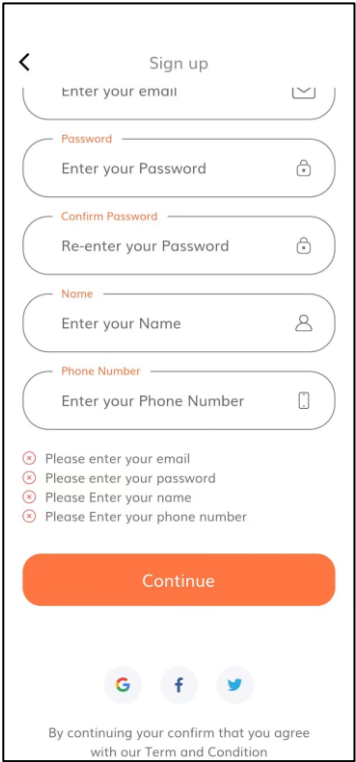 Sign up
Enter your email
Password
Enter your Password
Confirm Password
Re-enter your Password
Name
Enter your Name
Phone Number
Enter your Phone Number
Please enter your email
Please enter your password
Please Enter your name
Please Enter your phone number
Continue
By continuing your confirm that you agree
with our Term and Condition